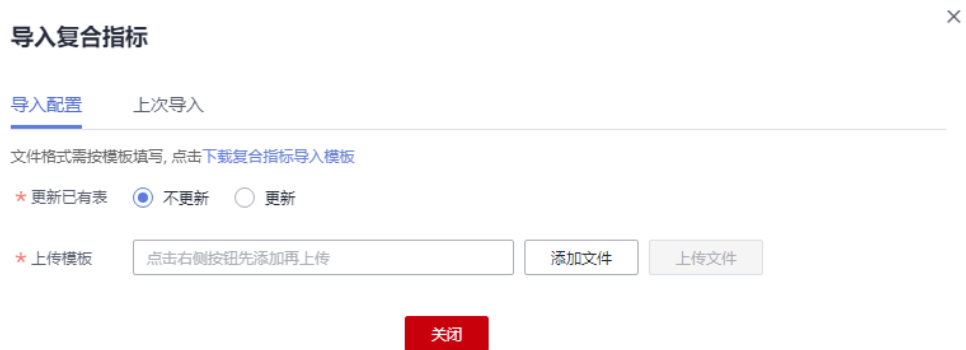 导入复合指标
导入配置 上次导入
文件格式需按模板填写, 点击下载复合指标导入模板
* 更新已有表 不更新 更新
* 上传模板 点击右侧按钮先添加再上传 添加文件 上传文件
关闭